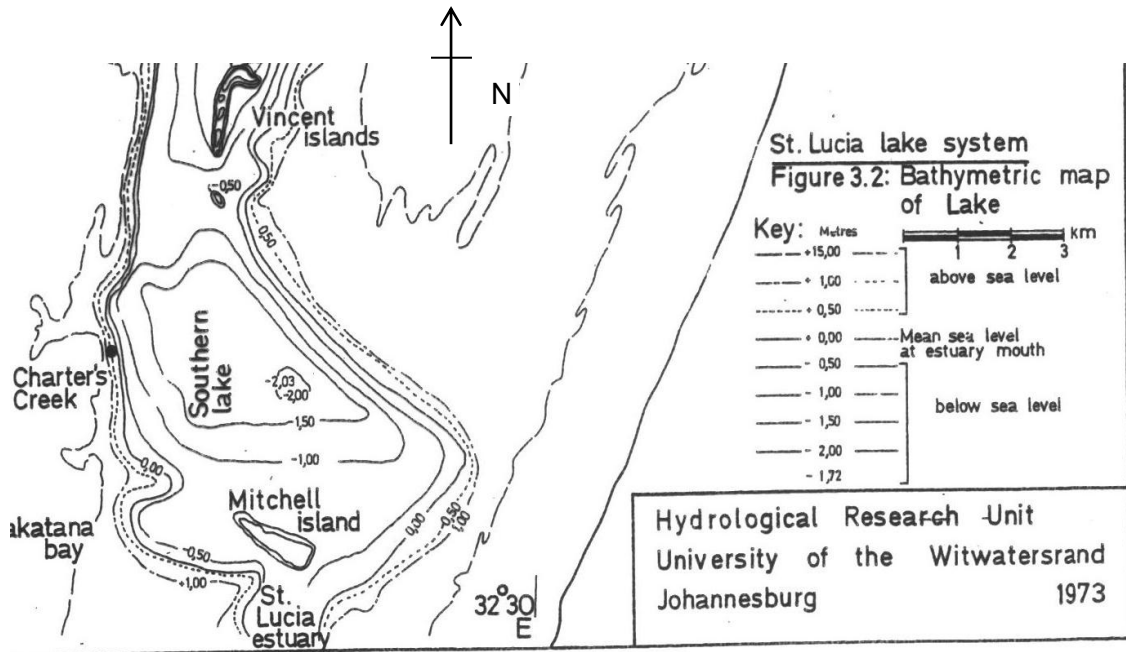 N
Vincent
islands
-0,50
0,50
St. Lucia lake system
Figure 3.2: Bathymetric map
of Lake
Key: Metres
km
1 2 3
+15,00
+ 1,00
+ 0,50
above sea level
+ 0,00
Mean sea level
at estuary mouth
- 0,50
- 1,00
- 1,50
- 2,00
- 1,72
below sea level
Southern
lake
-2,03
-2,00
-1,50
-1,00
Charter's
Creek
0,00
Mitchell
island
akatana
bay
-0,50
+1,00
0,00
-0,50
1,00
St.
Lucia
estuary
32°30
E
Hydrological Research Unit
University of the Witwatersrand
Johannesburg 1973